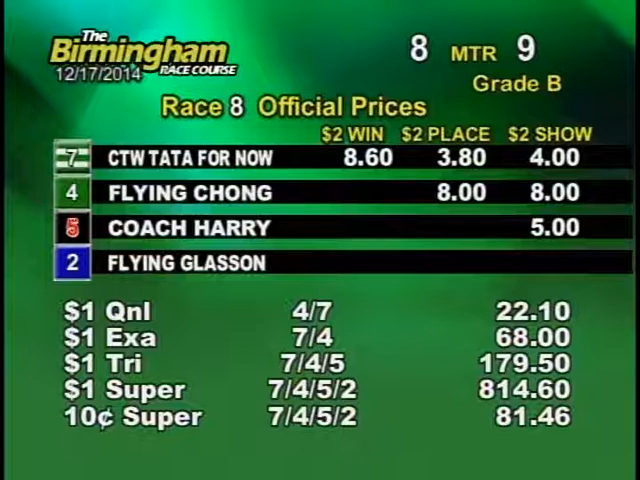 The
Birmingham
RACE COURSE
12/17/2014
8 MTR 9
Grade B
Race 8 Official Prices
$2 WIN $2 PLACE $2 SHOW
7 CTW TATA FOR NOW 8.60 3.80 4.00
4 FLYING CHONG 8.00 8.00
5 COACH HARRY 5.00
2 FLYING GLASSON
$1 Qnl 4/7 22.10
$1 Exa 7/4 68.00
$1 Tri 7/4/5 179.50
$1 Super 7/4/5/2 814.60
10¢ Super 7/4/5/2 81.46